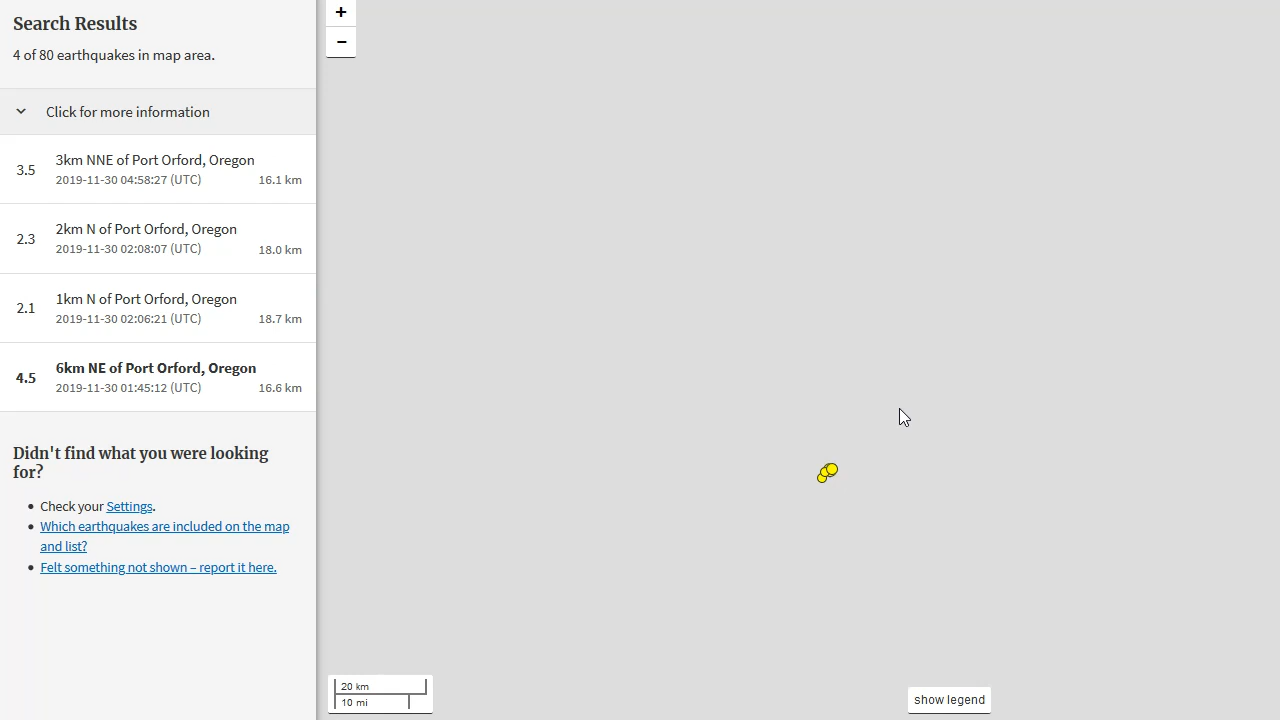 Search Results
4 of 80 earthquakes in map area.
Click for more information
3.5
3km NNE of Port Orford, Oregon
2019-11-30 04:58:27 (UTC) 16.1 km
2.3
2km N of Port Orford, Oregon
2019-11-30 02:08:07 (UTC) 18.0 km
2.1
1km N of Port Orford, Oregon
2019-11-30 02:06:21 (UTC) 18.7 km
4.5
6km NE of Port Orford, Oregon
2019-11-30 01:45:12 (UTC) 16.6 km
Didn't find what you were looking
for?
• Check your Settings.
• Which earthquakes are included on the map
and list?
• Felt something not shown – report it here.
+
−
20 km
10 mi
show legend